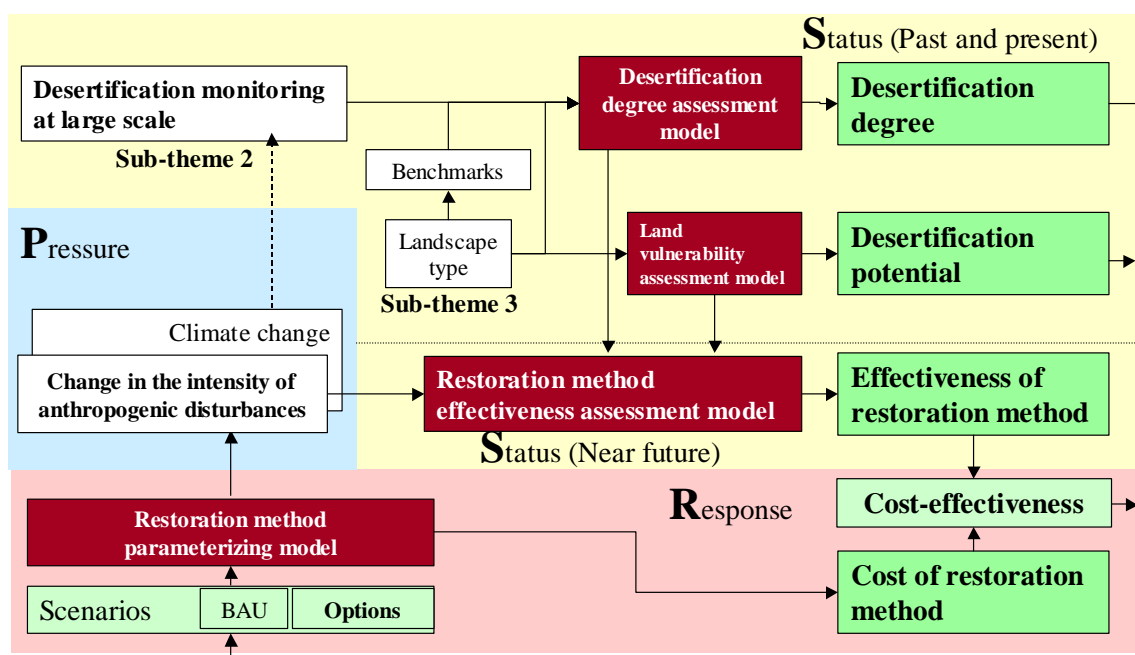 Status (Past and present)
Desertification monitoring
at large scale
Sub-theme 2
Desertification
degree assessment
model
Desertification
degree
Benchmarks
Landscape
type
Sub-theme 3
Land
vulnerability
assessment model
Desertification
potential
Pressure
Climate change
Change in the intensity of
anthropogenic disturbances
Restoration method
effectiveness assessment model
Effectiveness of
restoration method
Status (Near future)
Response
Cost-effectiveness
Restoration method
parameterizing model
Cost of restoration
method
Scenarios
BAU
Options